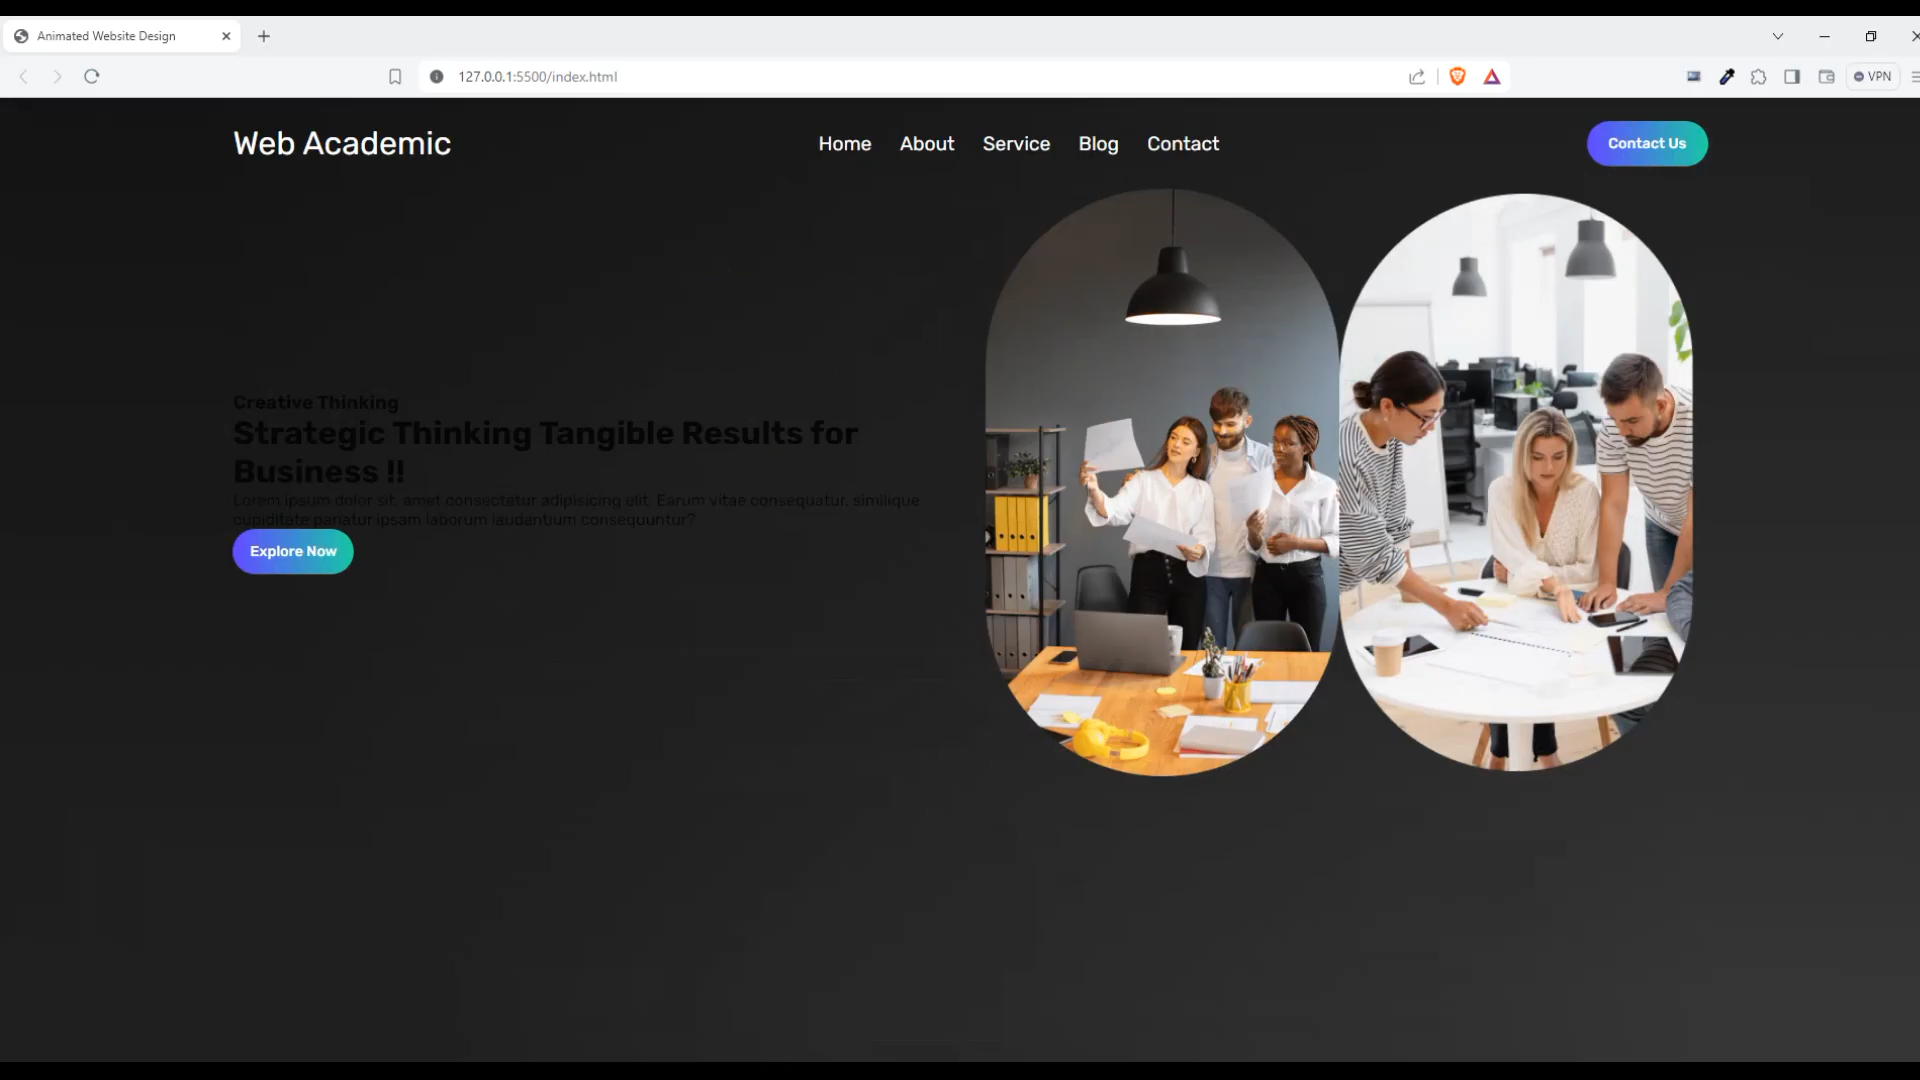 Animated Website Design
127.0.0.1:5500/index.html
VPN
Web Academic
Home About Service Blog Contact
Contact Us
Creative Thinking
Strategic Thinking Tangible Results for
Business !!
Lorem ipsum dolor sit, amet consectetur adipisicing elit. Earum vitae consequatur, similique
cupiditate pariatur ipsam laborum laudantium consequuntur?
Explore Now